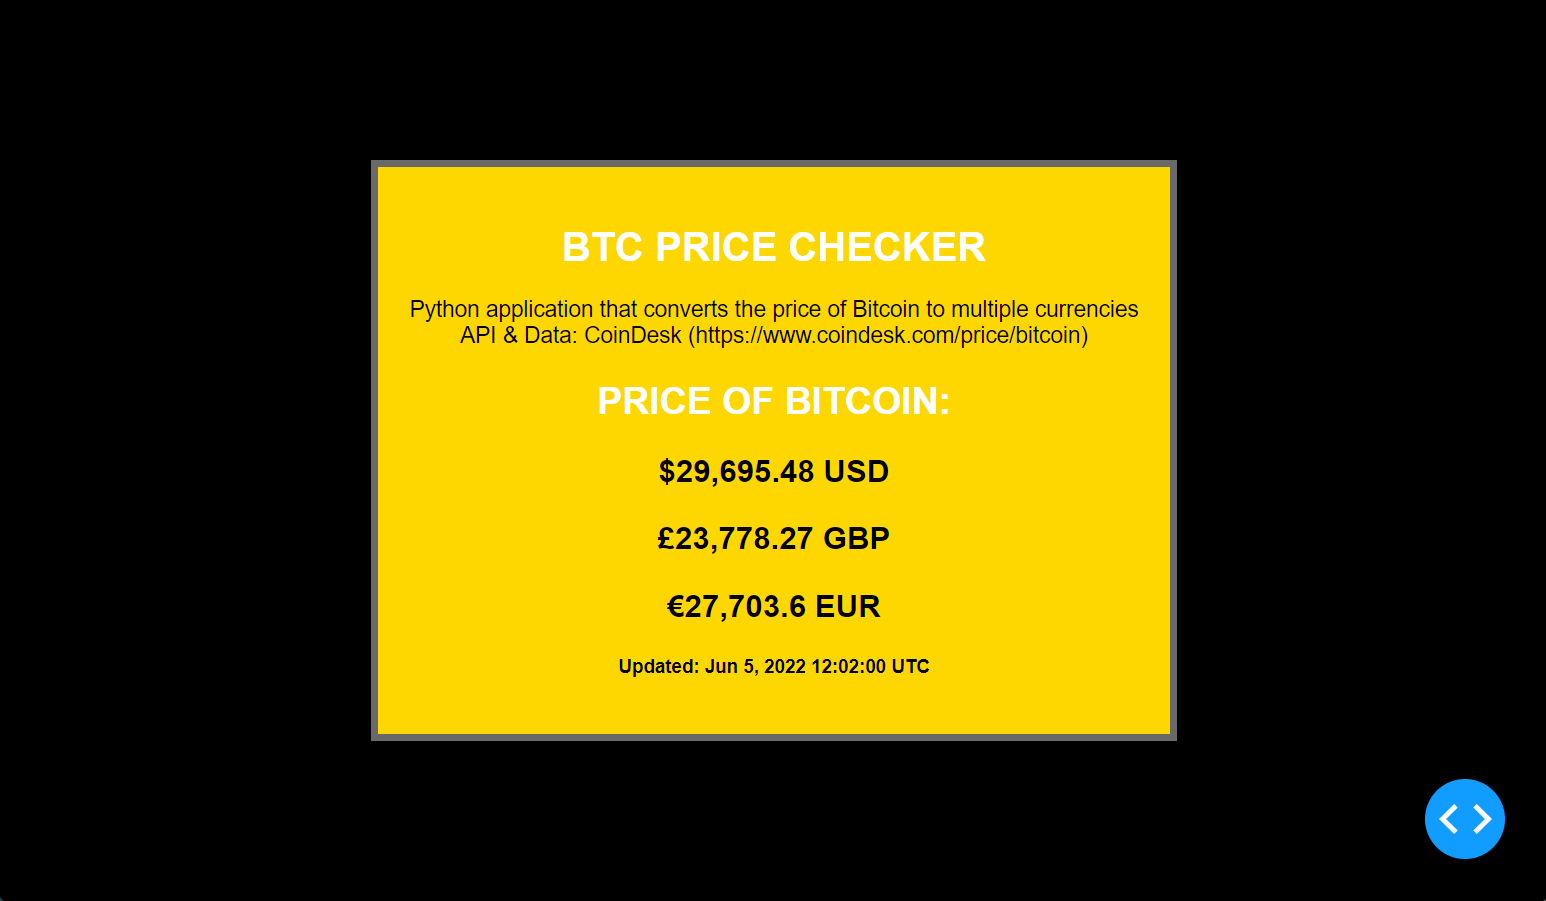 BTC PRICE CHECKER
Python application that converts the price of Bitcoin to multiple currencies
API & Data: CoinDesk (https://www.coindesk.com/price/bitcoin)
PRICE OF BITCOIN:
$29,695.48 USD
£23,778.27 GBP
€27,703.6 EUR
Updated: Jun 5, 2022 12:02:00 UTC